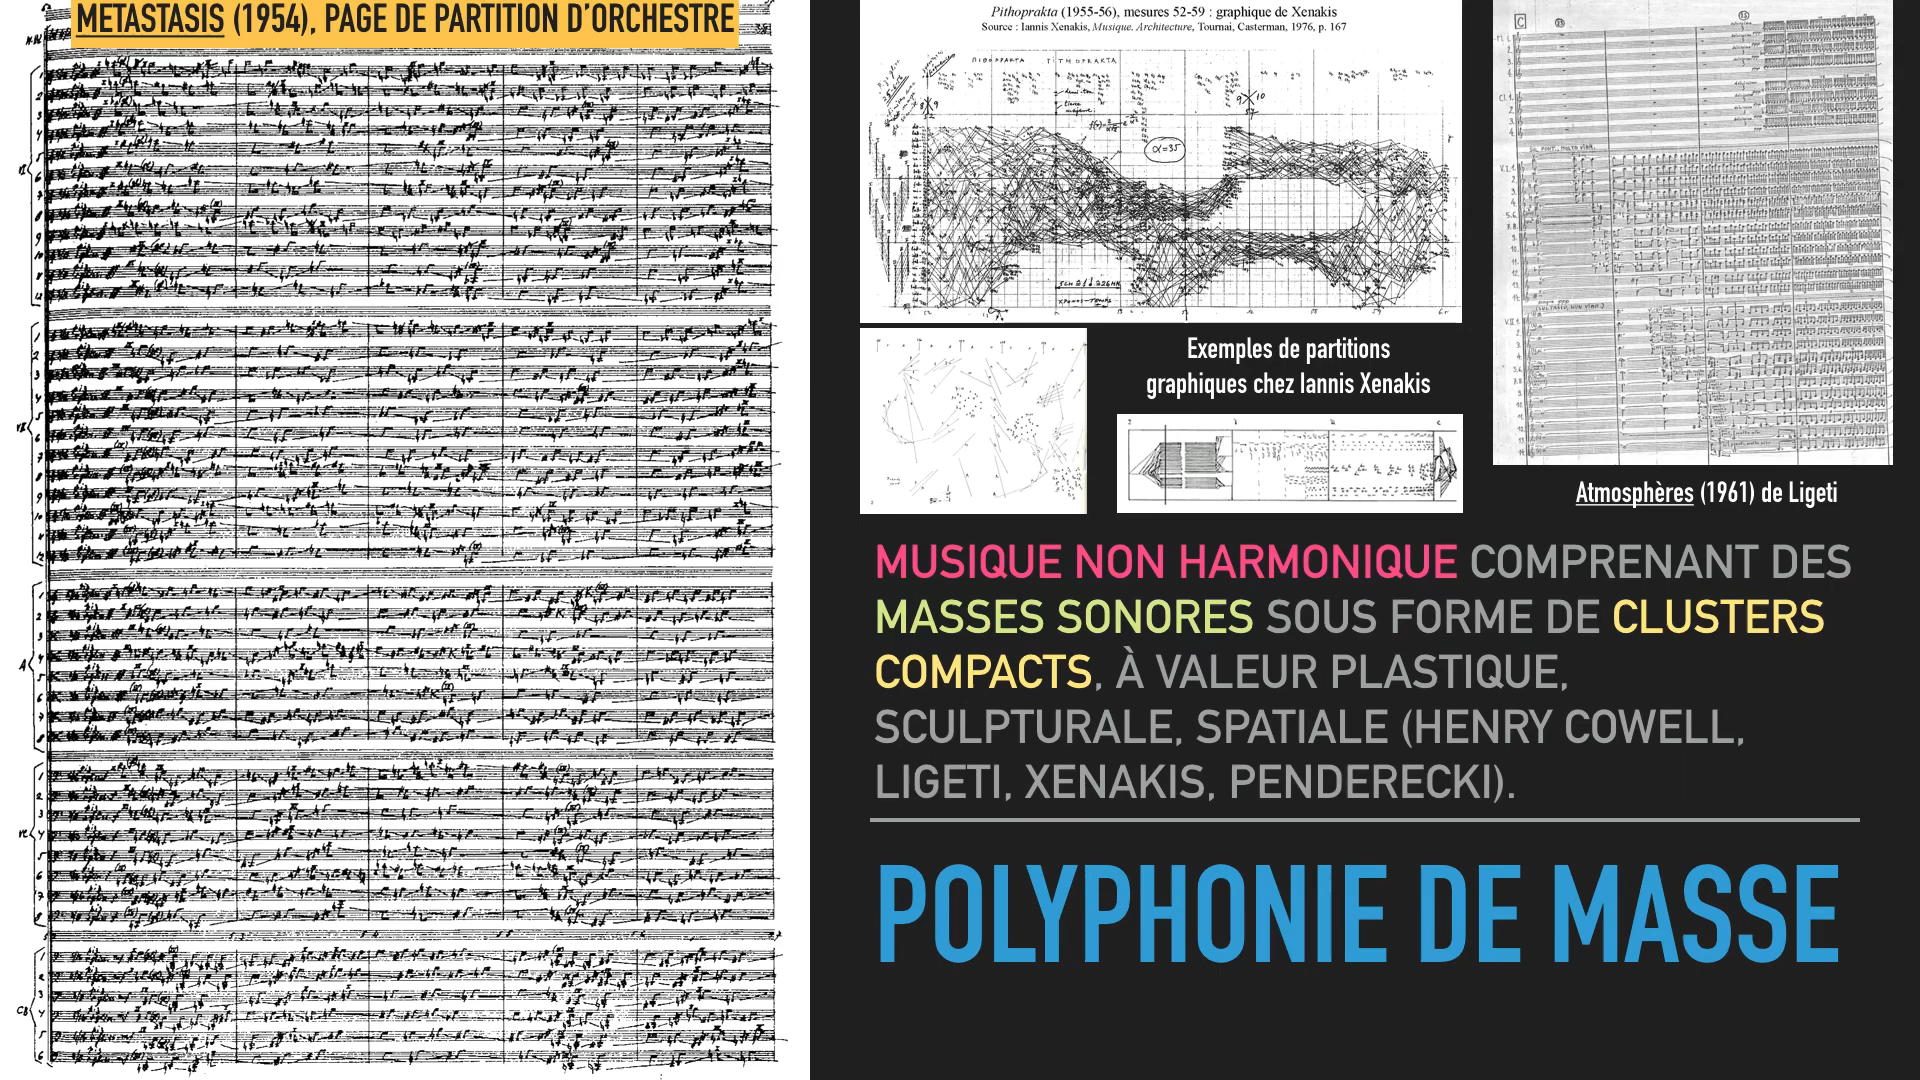 METASTASIS (1954), PAGE DE PARTITION D’ORCHESTRE
Pithoprakta (1955-56), mesures 52-59 : graphique de Xenakis
Source : Iannis Xenakis, Musique. Architecture, Tournai, Casterman, 1976, p. 167
Exemples de partitions
graphiques chez Iannis Xenakis
Atmosphères (1961) de Ligeti
MUSIQUE NON HARMONIQUE COMPRENANT DES
MASSES SONORES SOUS FORME DE CLUSTERS
COMPACTS, À VALEUR PLASTIQUE,
SCULPTURALE, SPATIALE (HENRY COWELL,
LIGETI, XENAKIS, PENDERECKI).
POLYPHONIE DE MASSE